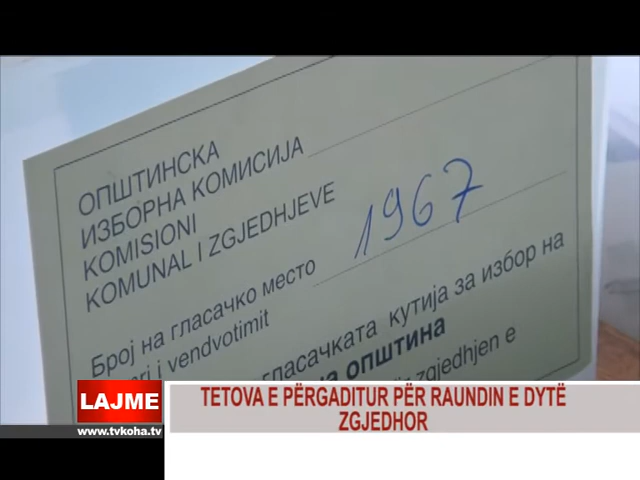 ОПШТИНСКА
ИЗБОРНА КОМИСИЈА
KOMISIONI
KOMUNAL I ZGJEDHJEVE
1967
Број на гласачко место
i vendvotimit
гласачката кутија за избор на
општина
zgjedhjen e
LAJME
www.tvkoha.tv
TETOVA E PËRGADITUR PËR RAUNDIN E DYTË
ZGJEDHOR